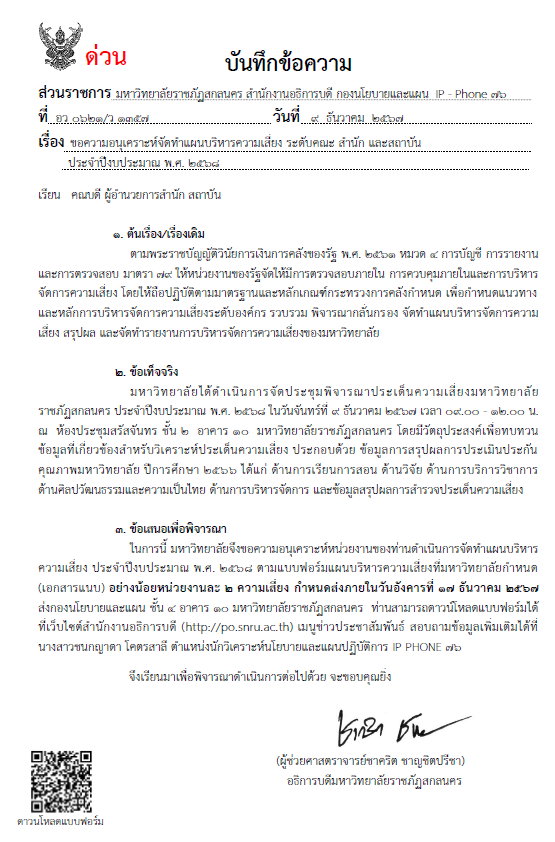 ด่วน
บันทึกข้อความ
ส่วนราชการ มหาวิทยาลัยราชภัฏสกลนคร สำนักงานอธิการบดี กองนโยบายและแผน IP - Phone ๗๖
ที่ อว ๐๖๒๑/ว ๑๓๕๗ วันที่ ๙ ธันวาคม ๒๕๖๗
เรื่อง ขอความอนุเคราะห์จัดทำแผนบริหารความเสี่ยง ระดับคณะ สำนัก และสถาบัน
ประจำปีงบประมาณ พ.ศ. ๒๕๖๘
เรียน คณบดี ผู้อำนวยการสำนัก สถาบัน
๑. ต้นเรื่อง/เรื่องเดิม
ตามพระราชบัญญัติวินัยการเงินการคลังของรัฐ พ.ศ. ๒๕๖๑ หมวด ๔ การบัญชี การรายงาน
และการตรวจสอบ มาตรา ๗๙ ให้หน่วยงานของรัฐจัดให้มีการตรวจสอบภายใน การควบคุมภายในและการบริหาร
จัดการความเสี่ยง โดยให้ถือปฏิบัติตามมาตรฐานและหลักเกณฑ์กระทรวงการคลังกำหนด เพื่อกำหนดแนวทาง
และหลักการบริหารจัดการความเสี่ยงระดับองค์กร รวบรวม พิจารณากลั่นกรอง จัดทำแผนบริหารจัดการความ
เสี่ยง สรุปผล และจัดทำรายงานการบริหารจัดการความเสี่ยงของมหาวิทยาลัย
๒. ข้อเท็จจริง
มหาวิทยาลัยได้ดำเนินการจัดประชุมพิจารณาประเด็นความเสี่ยงมหาวิทยาลัย
ราชภัฏสกลนคร ประจำปีงบประมาณ พ.ศ. ๒๕๖๘ ในวันจันทร์ที่ ๙ ธันวาคม ๒๕๖๗ เวลา ๐๙.๐๐ - ๑๒.๐๐ น.
ณ ห้องประชุมสรัสจันทร ชั้น ๒ อาคาร ๑๐ มหาวิทยาลัยราชภัฏสกลนคร โดยมีวัตถุประสงค์เพื่อทบทวน
ข้อมูลที่เกี่ยวข้องสำหรับวิเคราะห์ประเด็นความเสี่ยง ประกอบด้วย ข้อมูลการสรุปผลการประเมินประกัน
คุณภาพมหาวิทยาลัย ปีการศึกษา ๒๕๖๖ ได้แก่ ด้านการเรียนการสอน ด้านวิจัย ด้านการบริการวิชาการ
ด้านศิลปวัฒนธรรมและความเป็นไทย ด้านการบริหารจัดการ และข้อมูลสรุปผลการสำรวจประเด็นความเสี่ยง
๓. ข้อเสนอเพื่อพิจารณา
ในการนี้ มหาวิทยาลัยจึงขอความอนุเคราะห์หน่วยงานของท่านดำเนินการจัดทำแผนบริหาร
ความเสี่ยง ประจำปีงบประมาณ พ.ศ. ๒๕๖๘ ตามแบบฟอร์มแผนบริหารความเสี่ยงที่มหาวิทยาลัยกำหนด
(เอกสารแนบ) อย่างน้อยหน่วยงานละ ๒ ความเสี่ยง กำหนดส่งภายในวันอังคารที่ ๑๗ ธันวาคม ๒๕๖๗
ส่งกองนโยบายและแผน ชั้น ๔ อาคาร ๑๐ มหาวิทยาลัยราชภัฏสกลนคร ท่านสามารถดาวน์โหลดแบบฟอร์มได้
ที่เว็บไซต์สำนักงานอธิการบดี (http://po.snru.ac.th) เมนูข่าวประชาสัมพันธ์ สอบถามข้อมูลเพิ่มเติมได้ที่
นางสาวชนกญาดา โคตรสาลี ตำแหน่งนักวิเคราะห์นโยบายและแผนปฏิบัติการ IP PHONE ๗๖
จึงเรียนมาเพื่อพิจารณาดำเนินการต่อไปด้วย จะขอบคุณยิ่ง
(ผู้ช่วยศาสตราจารย์ชาคริต ชาญชิตปรีชา)
อธิการบดีมหาวิทยาลัยราชภัฏสกลนคร
ดาวนโหลดแบบฟอร์ม